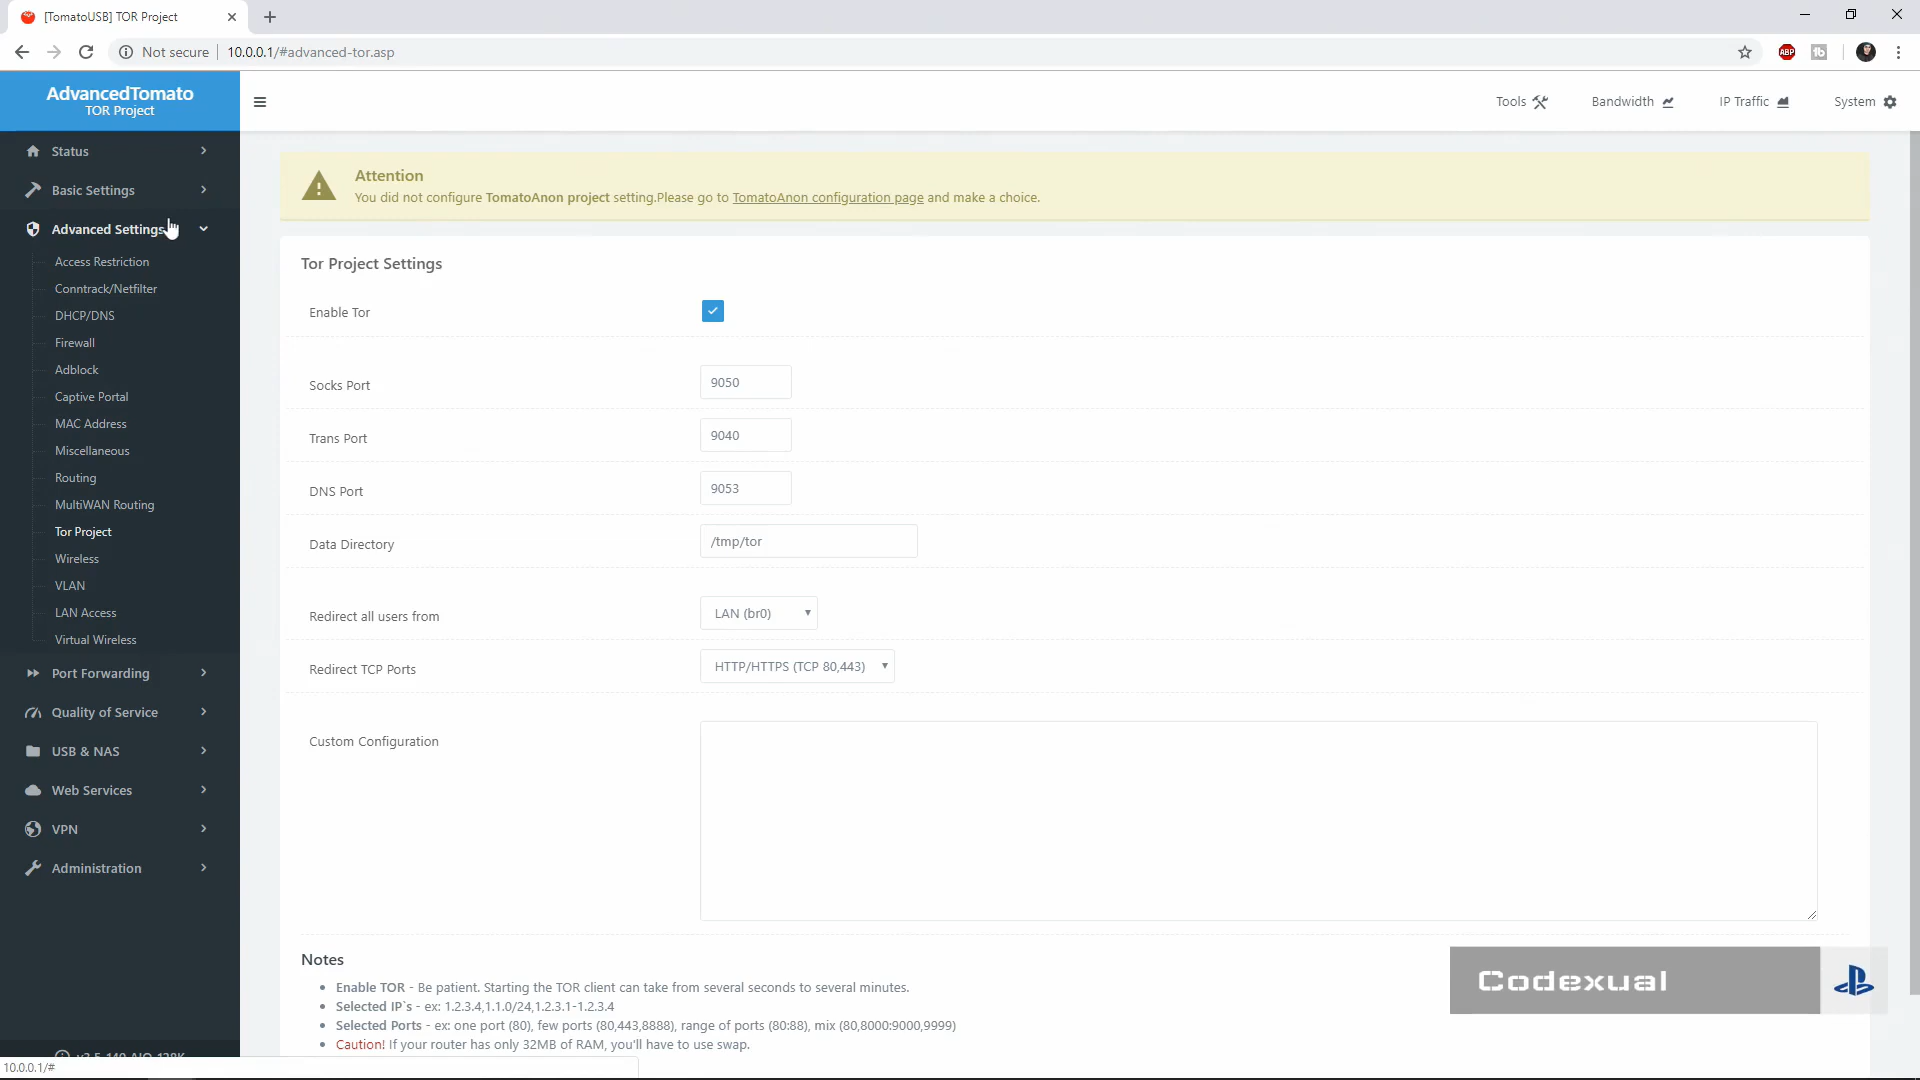 [TomatoUSB] TOR Project
Not secure
10.0.0.1/#advanced-tor.asp
ABP
AdvancedTomato
TOR Project
Tools
Bandwidth
IP Traffic
System
Status
Basic Settings
Advanced Settings
Access Restriction
Conntrack/Netfilter
DHCP/DNS
Firewall
Adblock
Captive Portal
MAC Address
Miscellaneous
Routing
MultiWAN Routing
Tor Project
Wireless
VLAN
LAN Access
Virtual Wireless
Port Forwarding
Quality of Service
USB & NAS
Web Services
VPN
Administration
Attention
You did not configure TomatoAnon project setting.Please go to TomatoAnon configuration page and make a choice.
Tor Project Settings
Enable Tor
Socks Port
9050
Trans Port
9040
DNS Port
9053
Data Directory
/tmp/tor
Redirect all users from
LAN (br0)
Redirect TCP Ports
HTTP/HTTPS (TCP 80,443)
Custom Configuration
Notes
Enable TOR - Be patient. Starting the TOR client can take from several seconds to several minutes.
Selected IP`s - ex: 1.2.3.4,1.1.0/24,1.2.3.1-1.2.3.4
Selected Ports - ex: one port (80), few ports (80,443,8888), range of ports (80:88), mix (80,8000:9000,9999)
Caution! If your router has only 32MB of RAM, you'll have to use swap.
Codexual
10.0.0.1/#